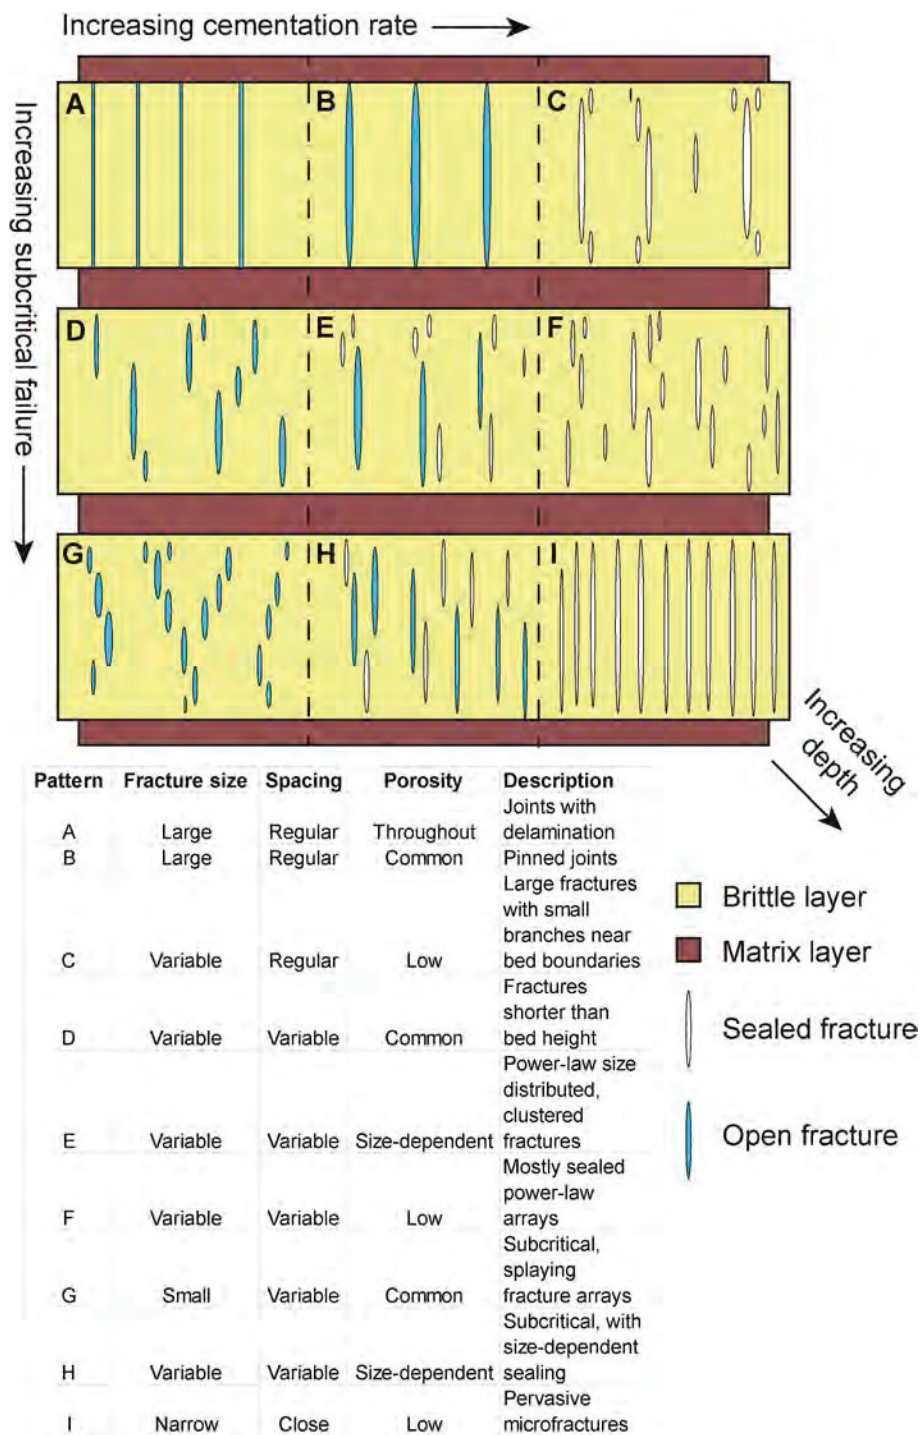 Increasing cementation rate
Increasing subcritical failure
A
B
C
D
E
F
G
H
I
Increasing
depth
Pattern Fracture size Spacing Porosity Description
Joints with
A Large Regular Throughout delamination
B Large Regular Common Pinned joints
Large fractures
with small
branches near
C Variable Regular Low bed boundaries
Fractures
shorter than
D Variable Variable Common bed height
Power-law size
distributed,
clustered
E Variable Variable Size-dependent fractures
Mostly sealed
power-law
F Variable Variable Low arrays
Subcritical,
splaying
G Small Variable Common fracture arrays
Subcritical, with
size-dependent
H Variable Variable Size-dependent sealing
Pervasive
I Narrow Close Low microfractures
Brittle layer
Matrix layer
Sealed fracture
Open fracture